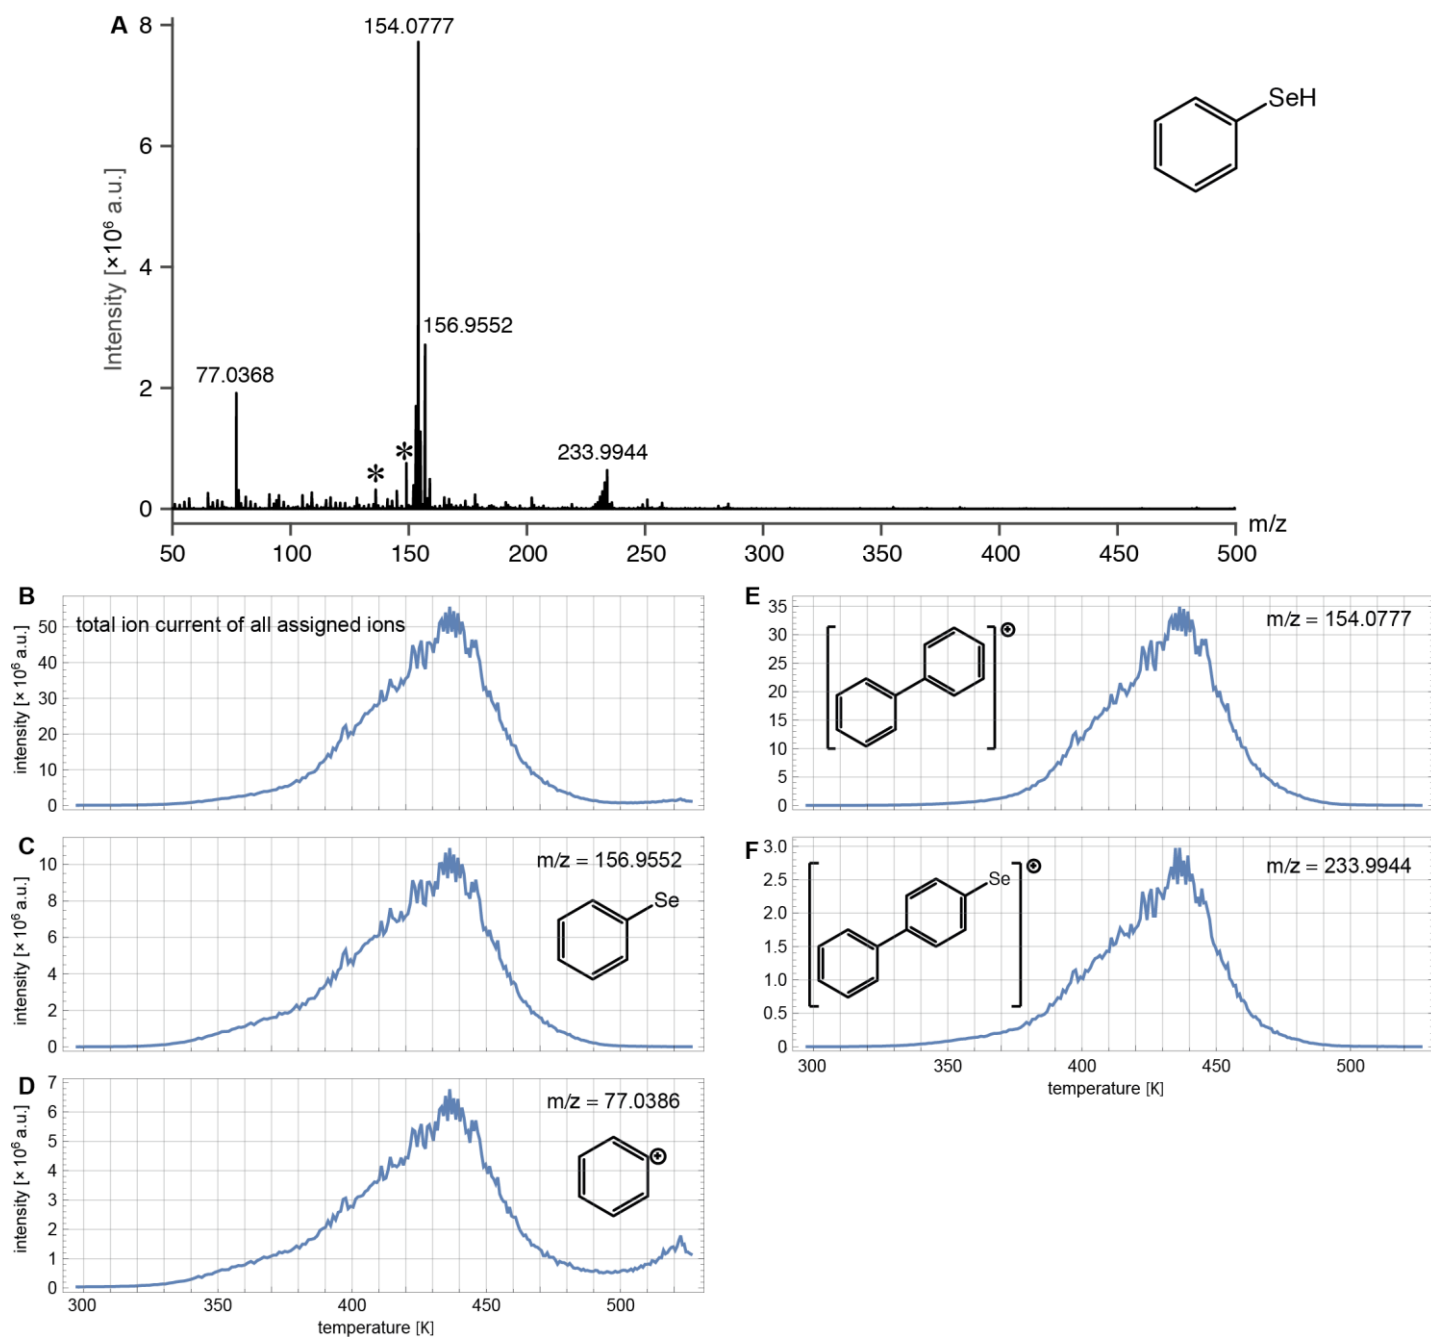 A
8
6
4
2
0
Intensity [×10⁶ a.u.]
154.0777
156.9552
77.0368
*
*
233.9944
SeH
50 100 150 200 250 300 350 400 450 500
m/z
B
total ion current of all assigned ions
50
40
30
20
10
0
intensity [×10⁶ a.u.]
C
m/z = 156.9552
Se
10
8
6
4
2
0
intensity [×10⁶ a.u.]
D
m/z = 77.0386
+
7
6
5
4
3
2
1
0
intensity [×10⁶ a.u.]
300 350 400 450 500
temperature [K]
E
m/z = 154.0777
+
35
30
25
20
15
10
5
0
F
m/z = 233.9944
Se
+
3.0
2.5
2.0
1.5
1.0
0.5
0
300 350 400 450 500
temperature [K]